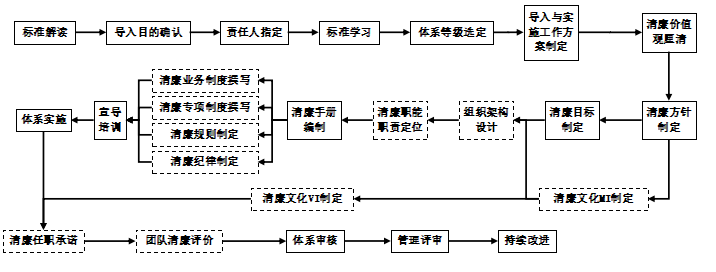 标准解读
导入目的确认
责任人指定
标准学习
体系等级选定
导入与实
施工作方
案制定
清廉价值
观厘清
清廉业务制度撰写
清廉专项制度撰写
清廉规则制定
清廉纪律制定
体系实施
宣导
培训
清廉手册
编制
清廉职能
职责定位
组织架构
设计
清廉目标
制定
清廉方针
制定
清廉文化VI制定
清廉文化MI制定
清廉任职承诺
团队清廉评价
体系审核
管理评审
持续改进